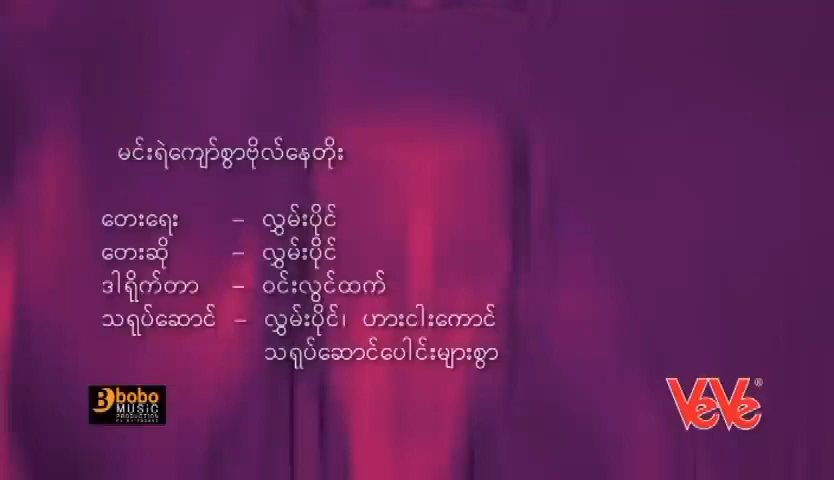 မင်းရဲကျော်စွာဗိုလ်နေတိုး
တေးရေး – လွှမ်းပိုင်
တေးဆို – လွှမ်းပိုင်
ဒါရိုက်တာ – ဝင်းလွင်ထက်
သရုပ်ဆောင် – လွှမ်းပိုင်၊ ဟားငါးကောင်
သရုပ်ဆောင်ပေါင်းများစွာ
bobo
MUSiC
PRODUCTION
VeVe®